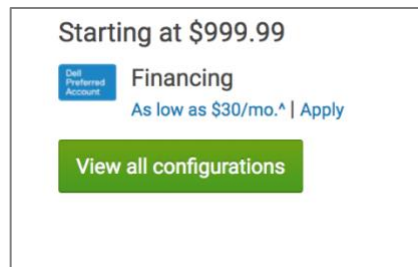 Starting at $999.99
Dell
Preferred
Account
Financing
As low as $30/mo.^ | Apply
View all configurations